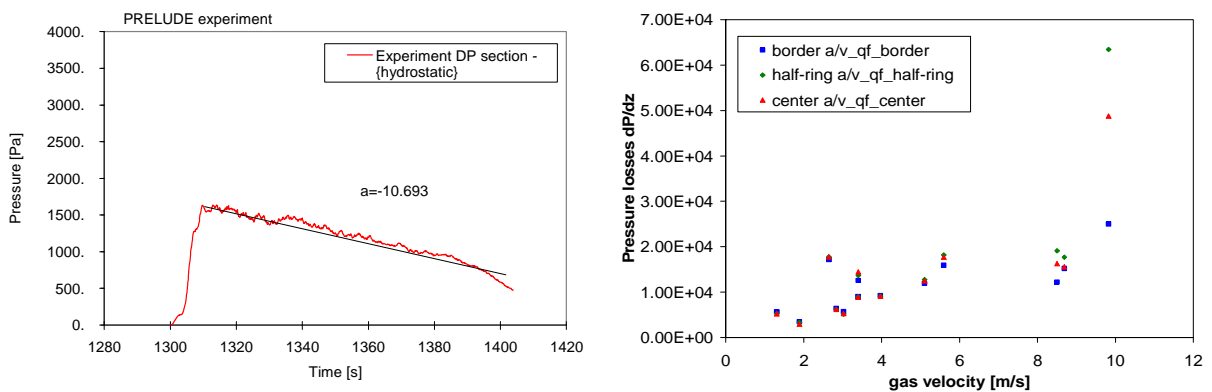 PRELUDE experiment
4000.
3500.
3000.
2500.
2000.
1500.
1000.
500.
0.
Pressure [Pa]
Experiment DP section -
{hydrostatic}
a=-10.693
1280 1300 1320 1340 1360 1380 1400 1420
Time [s]
7.00E+04
6.00E+04
5.00E+04
4.00E+04
3.00E+04
2.00E+04
1.00E+04
0.00E+00
Pressure losses dP/dz
border a/v_qf_border
half-ring a/v_qf_half-ring
center a/v_qf_center
0 2 4 6 8 10 12
gas velocity [m/s]